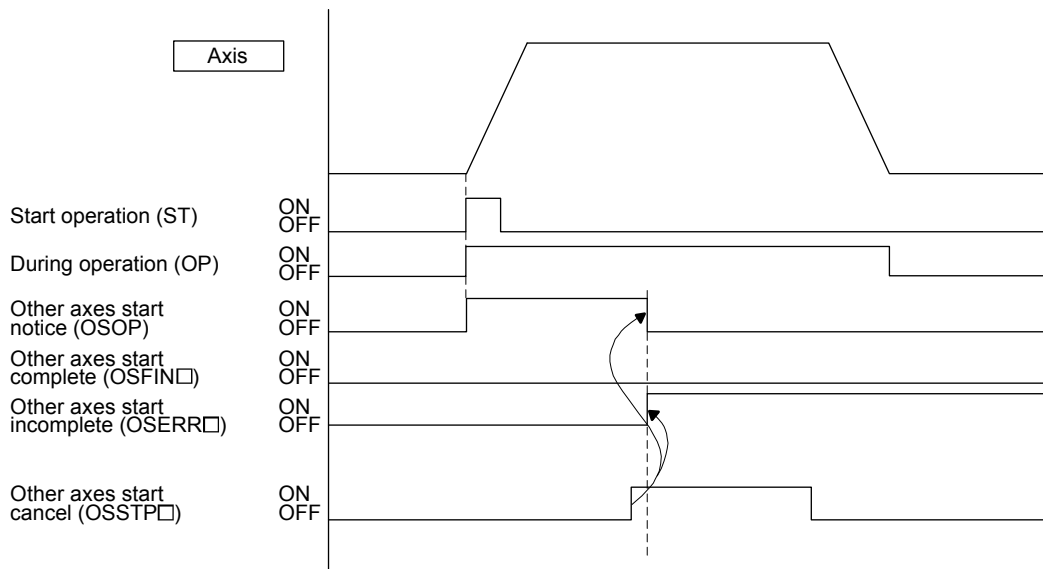 Axis
Start operation (ST) ON
OFF
During operation (OP) ON
OFF
Other axes start ON
notice (OSOP) OFF
Other axes start ON
complete (OSFIN□) OFF
Other axes start ON
incomplete (OSERR□) OFF
Other axes start ON
cancel (OSSTP□) OFF